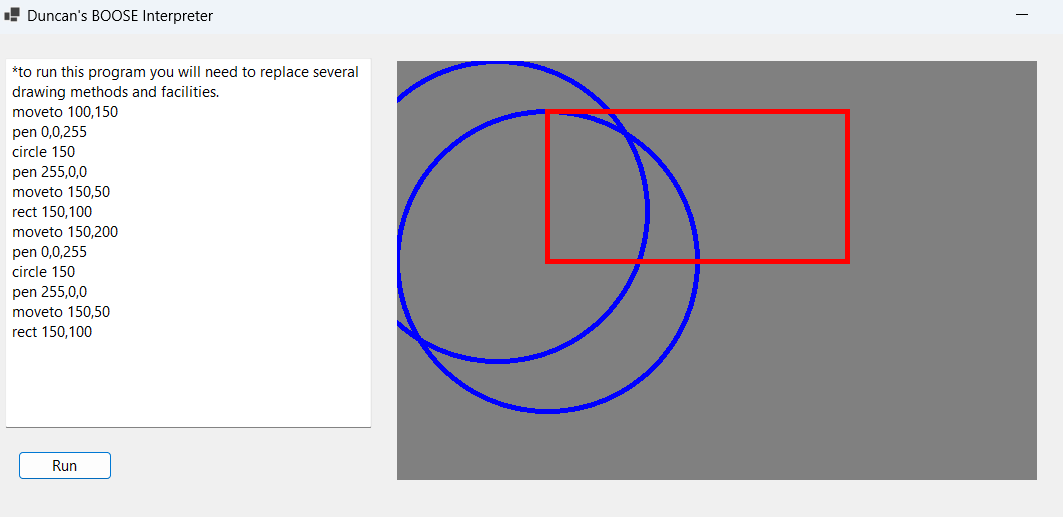 Duncan's BOOSE Interpreter
*to run this program you will need to replace several
drawing methods and facilities.
moveto 100,150
pen 0,0,255
circle 150
pen 255,0,0
moveto 150,50
rect 150,100
moveto 150,200
pen 0,0,255
circle 150
pen 255,0,0
moveto 150,50
rect 150,100
Run